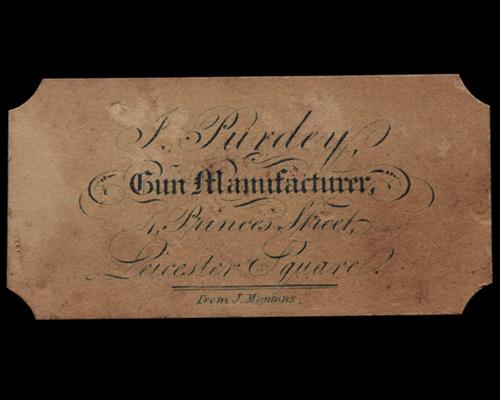 J. Purdey,
Gun Manufacturer,
4, Princes Street,
Leicester Square.
From J. Mantons.